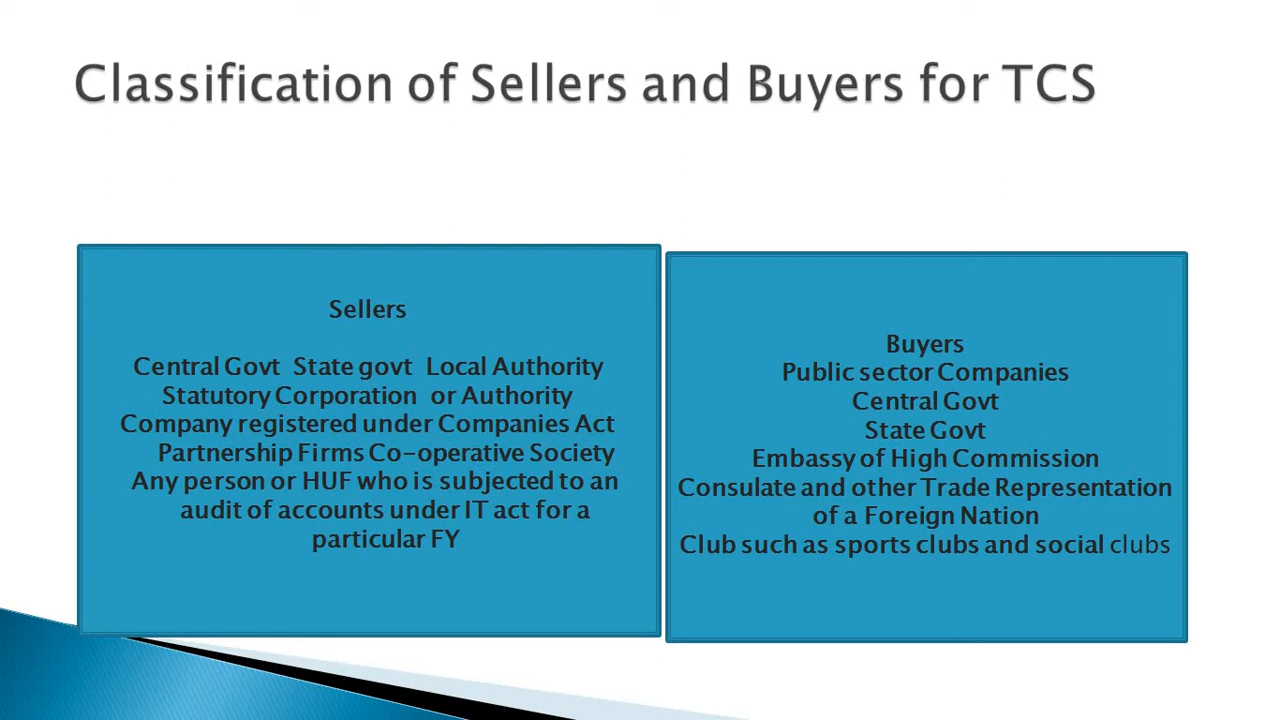 Classification of Sellers and Buyers for TCS
Sellers
Central Govt State govt Local Authority
Statutory Corporation or Authority
Company registered under Companies Act
Partnership Firms Co-operative Society
Any person or HUF who is subjected to an
audit of accounts under IT act for a
particular FY
Buyers
Public sector Companies
Central Govt
State Govt
Embassy of High Commission
Consulate and other Trade Representation
of a Foreign Nation
Club such as sports clubs and social clubs